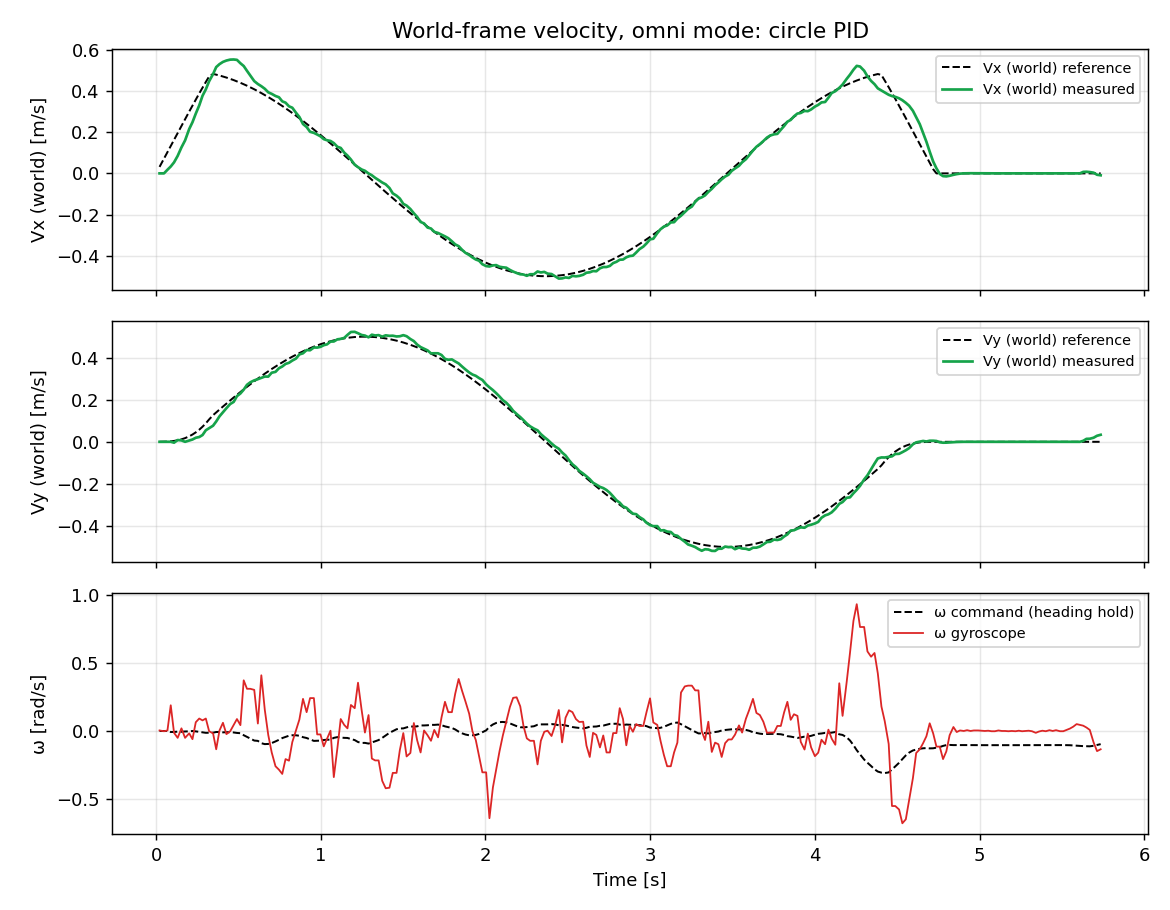 World-frame velocity, omni mode: circle PID
Vx (world) [m/s]
0.6
0.4
0.2
0.0
−0.2
−0.4
Vx (world) reference
Vx (world) measured
Vy (world) [m/s]
0.4
0.2
0.0
−0.2
−0.4
Vy (world) reference
Vy (world) measured
ω [rad/s]
1.0
0.5
0.0
−0.5
ω command (heading hold)
ω gyroscope
0 1 2 3 4 5 6
Time [s]